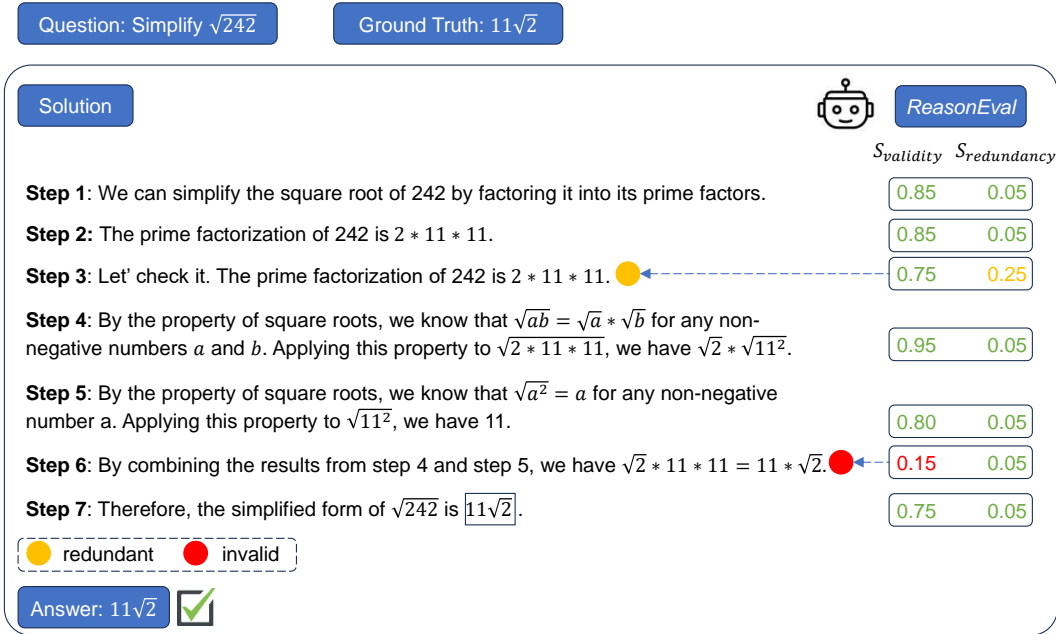 Question: Simplify √242
Ground Truth: 11√2
Solution
ReasonEval
S_validity S_redundancy
Step 1: We can simplify the square root of 242 by factoring it into its prime factors.
0.85 0.05
Step 2: The prime factorization of 242 is 2 ∗ 11 ∗ 11.
0.85 0.05
Step 3: Let' check it. The prime factorization of 242 is 2 ∗ 11 ∗ 11.
0.75 0.25
Step 4: By the property of square roots, we know that √(ab) = √a ∗ √b for any non-
negative numbers a and b. Applying this property to √(2 ∗ 11 ∗ 11), we have √2 ∗ √(11²).
0.95 0.05
Step 5: By the property of square roots, we know that √(a²) = a for any non-negative
number a. Applying this property to √(11²), we have 11.
0.80 0.05
Step 6: By combining the results from step 4 and step 5, we have √2 ∗ 11 ∗ 11 = 11 ∗ √2.
0.15 0.05
Step 7: Therefore, the simplified form of √242 is 11√2.
0.75 0.05
redundant invalid
Answer: 11√2